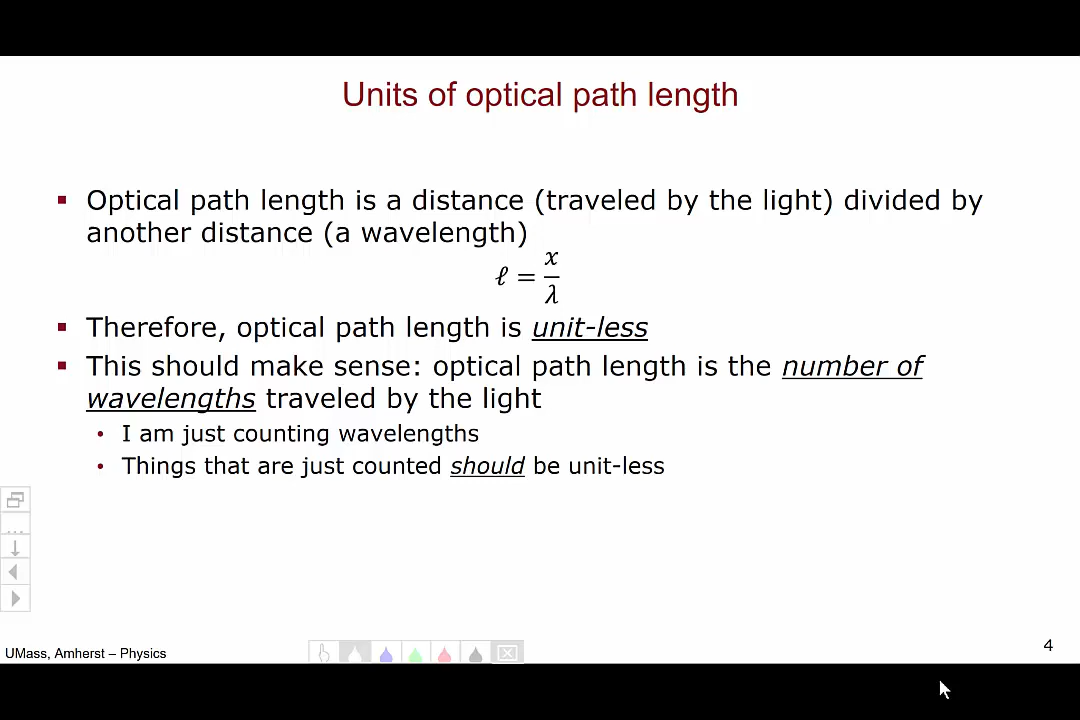 Units of optical path length
▪ Optical path length is a distance (traveled by the light) divided by
another distance (a wavelength)
ℓ = x/λ
▪ Therefore, optical path length is unit-less
▪ This should make sense: optical path length is the number of
wavelengths traveled by the light
• I am just counting wavelengths
• Things that are just counted should be unit-less
UMass, Amherst – Physics
4